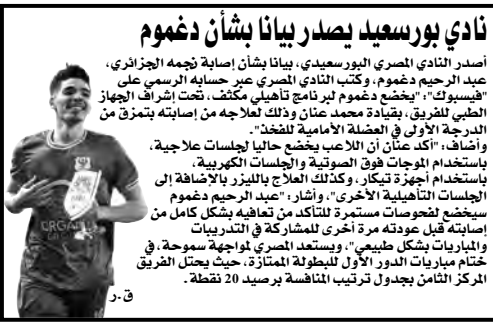 نادي بورسعيد يصدر بيانا بشأن دغموم
أصدر النادي المصري البورسعيدي، بيانا بشأن إصابة نجمه الجزائري،
عبد الرحيم دغموم، وكتب النادي المصري عبر حسابه الرسمي على
"فيسبوك": "يخضع دغموم لبرنامج تأهيلي مكثف، تحت إشراف الجهاز
الطبي للفريق، بقيادة محمد عنان وذلك لعلاجه من إصابته بتمزق من
الدرجة الأولى في العضلة الأمامية للفخذ".
وأضاف: "أكد عنان أن اللاعب يخضع حاليا لجلسات علاجية،
باستخدام الموجات فوق الصوتية والجلسات الكهربية،
باستخدام أجهزة تيكار، وكذلك العلاج بالليزر بالإضافة إلى
الجلسات التأهيلية الأخرى"، وأشار: "عبد الرحيم دغموم
سيخضع لفحوصات مستمرة للتأكد من تعافيه بشكل كامل من
إصابته قبل عودته مرة أخرى للمشاركة في التدريبات
والمباريات بشكل طبيعي"، ويستعد المصري لمواجهة سموحة، في
ختام مباريات الدور الأول للبطولة الممتازة، حيث يحتل الفريق
المركز الثامن بجدول ترتيب المنافسة برصيد 20 نقطة.
ق.ر